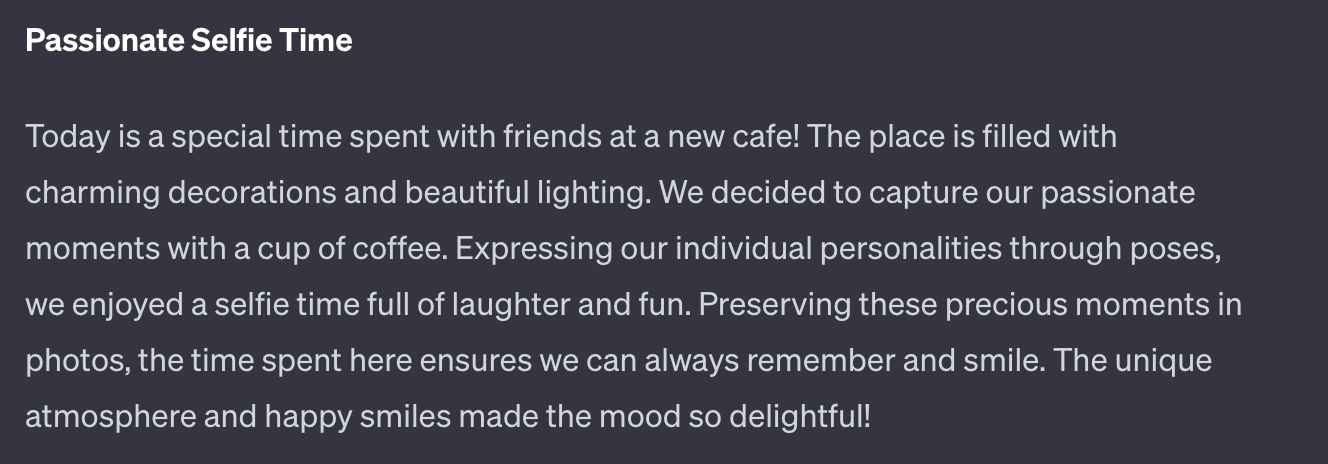 Passionate Selfie Time
Today is a special time spent with friends at a new cafe! The place is filled with
charming decorations and beautiful lighting. We decided to capture our passionate
moments with a cup of coffee. Expressing our individual personalities through poses,
we enjoyed a selfie time full of laughter and fun. Preserving these precious moments in
photos, the time spent here ensures we can always remember and smile. The unique
atmosphere and happy smiles made the mood so delightful!